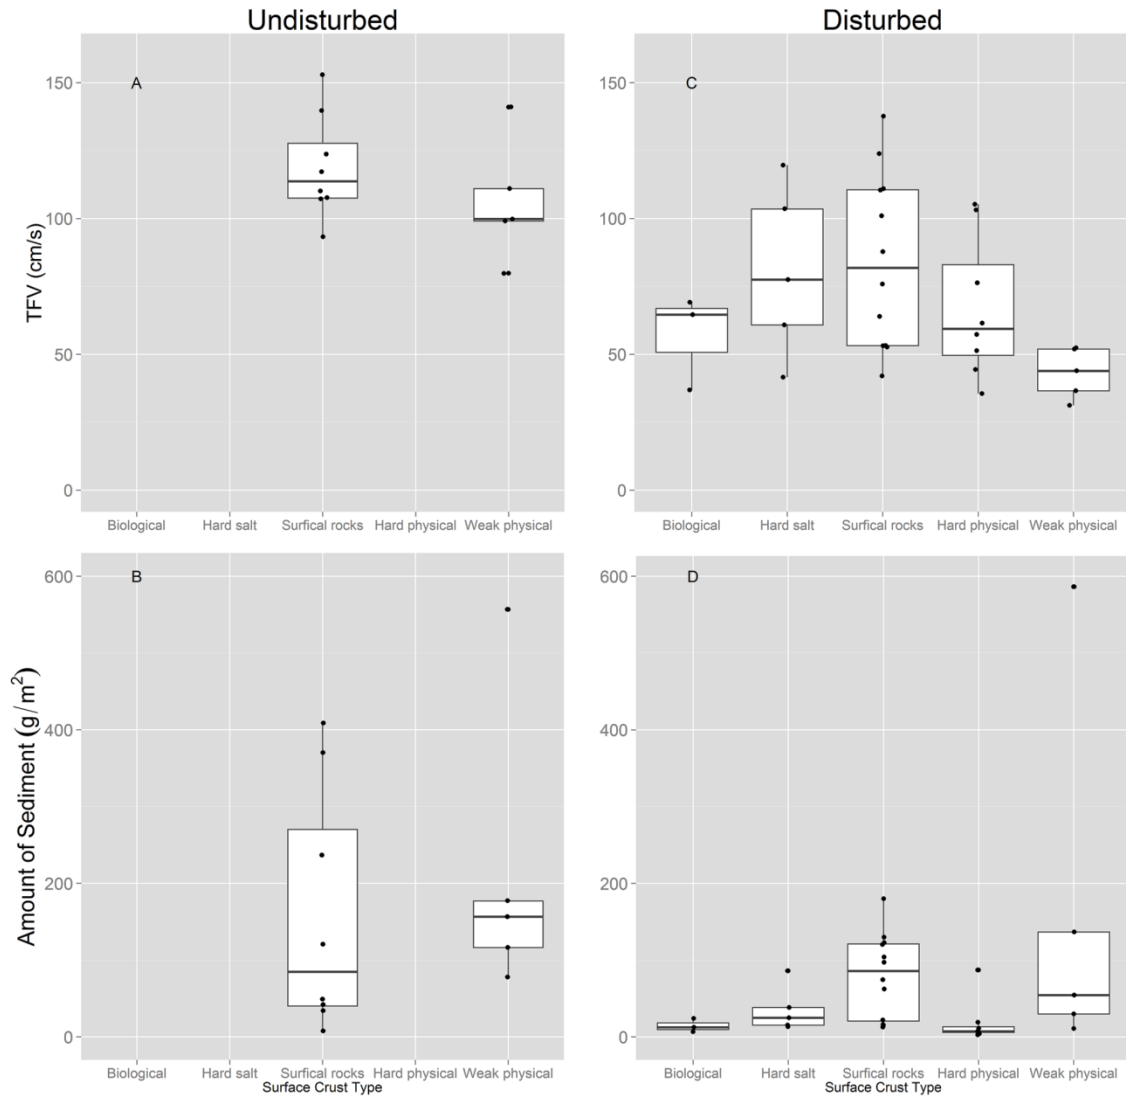 Undisturbed
Disturbed
A
C
150
100
50
0
TFV (cm/s)
150
100
50
0
Biological Hard salt Surfical rocks Hard physical Weak physical
Biological Hard salt Surfical rocks Hard physical Weak physical
B
D
600
400
200
0
Amount of Sediment (g/m²)
600
400
200
0
Biological Hard salt Surfical rocks Hard physical Weak physical
Surface Crust Type
Biological Hard salt Surfical rocks Hard physical Weak physical
Surface Crust Type